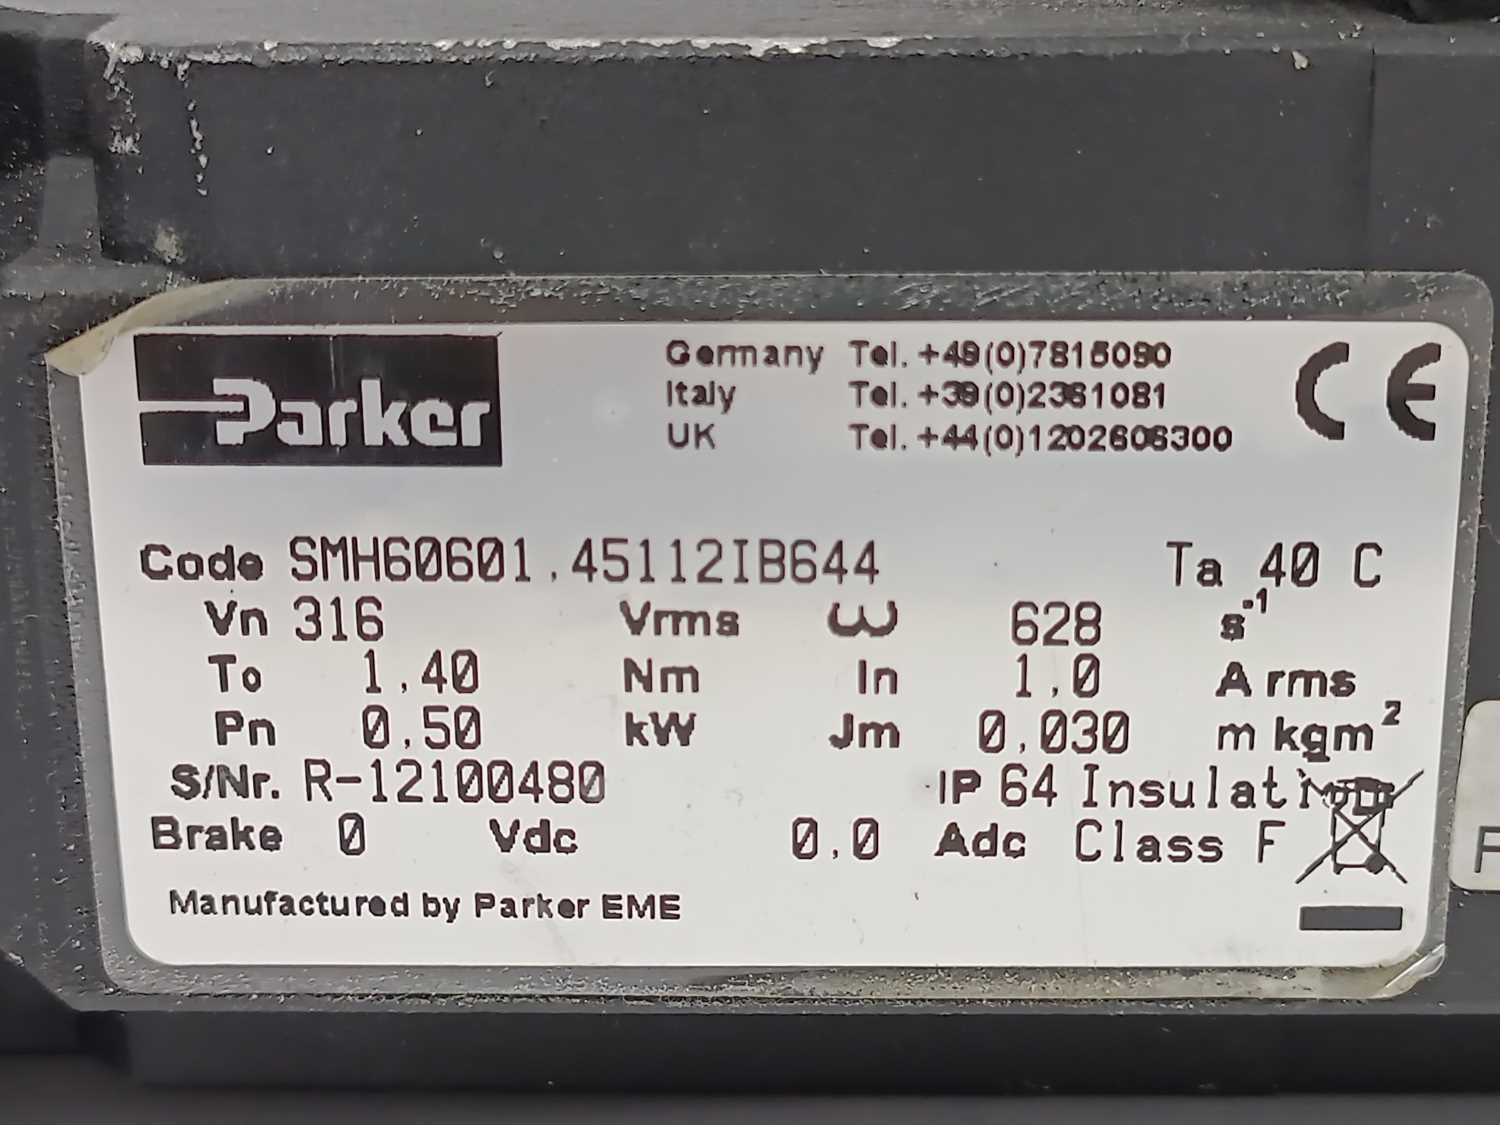 Parker
Germany Tel. +49(0)7815090
Italy Tel. +39(0)2361081
UK Tel. +44(0)1202606300
CE
Code SMH60601.45112IB644 Ta 40 C
Vn 316 Vrms ω 628 s⁻¹
To 1.40 Nm In 1.0 A rms
Pn 0.50 kW Jm 0.030 m kgm²
S/Nr. R-12100480 IP 64 Insulation
Brake 0 Vdc 0.0 Adc Class F
Manufactured by Parker EME